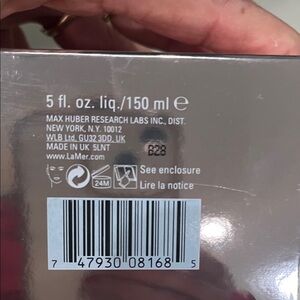 5 fl. oz. liq./150 ml ℮
MAX HUBER RESEARCH LABS INC., DIST.
NEW YORK, N.Y. 10012
WLB Ltd. GU32 3DD, UK
MADE IN UK 5LNT
www.LaMer.com
B28
24M
See enclosure
Lire la notice
7 47930 08168 5